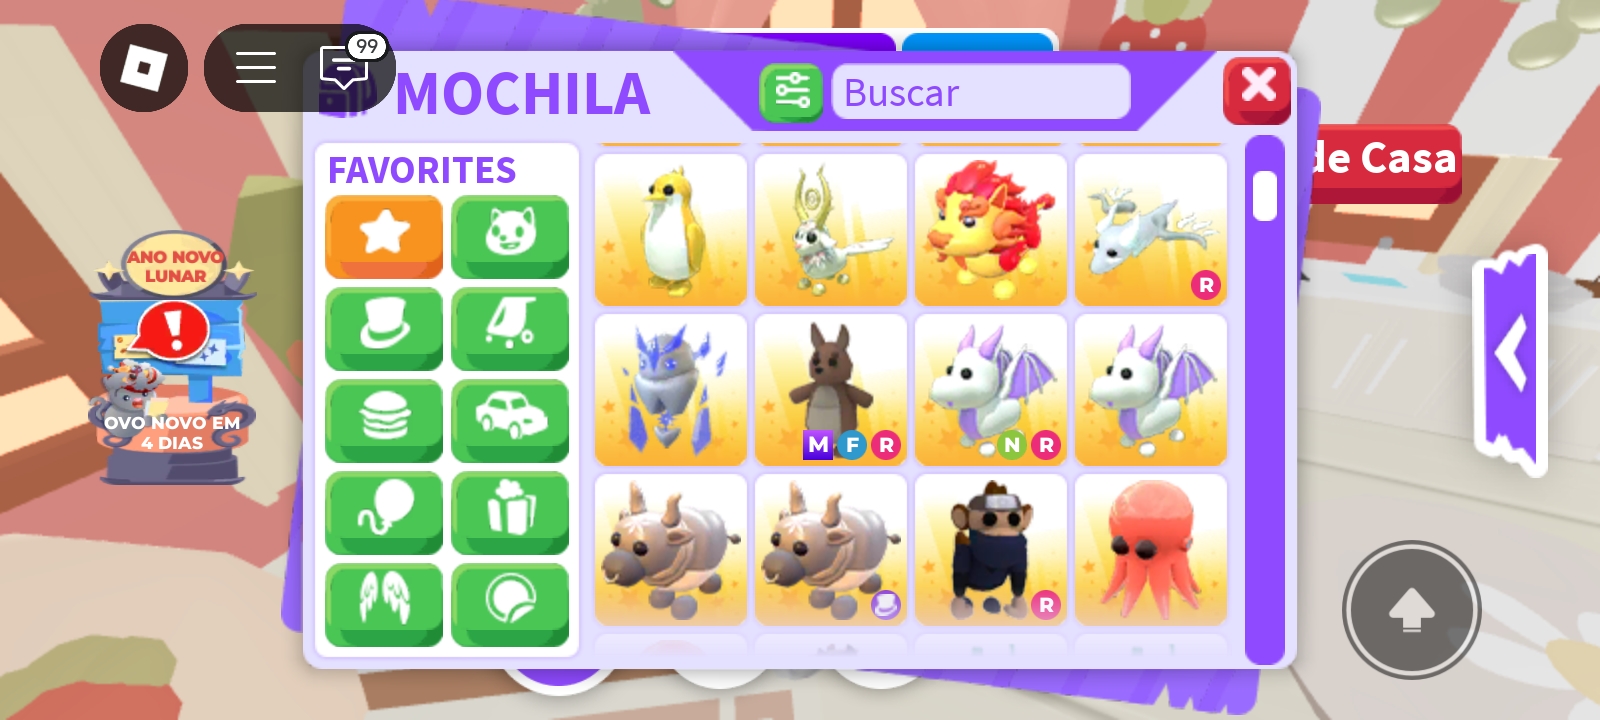 99
MOCHILA
Buscar
de Casa
FAVORITES
R
M F R
N R
R
ANO NOVO
LUNAR
!
OVO NOVO EM
4 DIAS